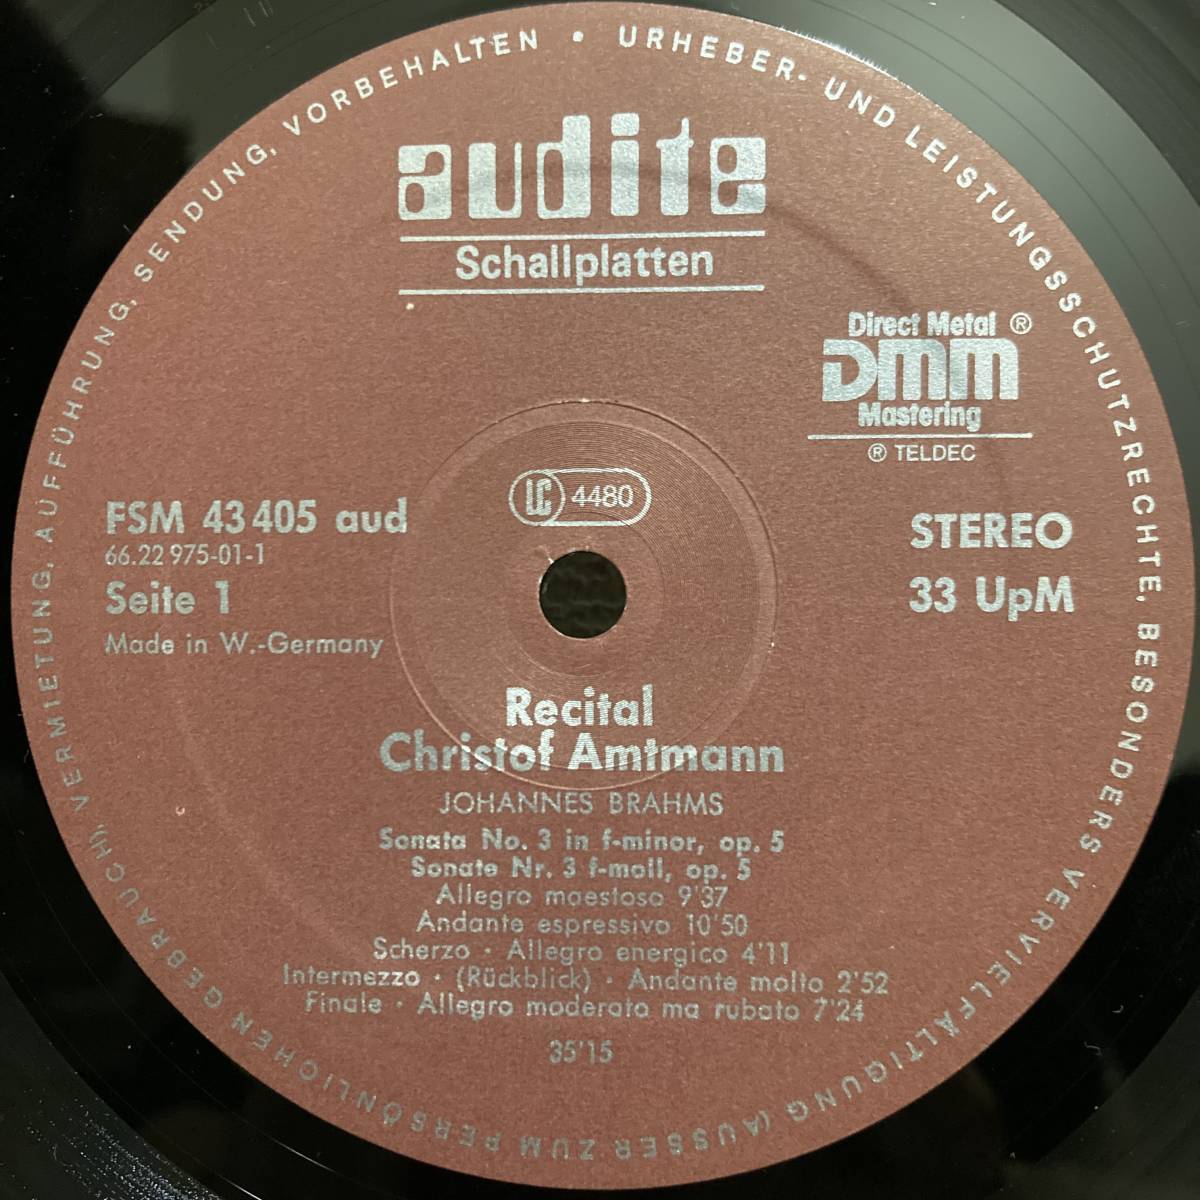 URHEBER- UND LEISTUNGSSCHUTZRECHTE, BESONDERS VERVIELFÄLTIGUNG (AUSSER ZUM PERSÖNLICHEN GEBRAUCH), VERMIETUNG, AUFFÜHRUNG, SENDUNG, VORBEHALTEN •
audite
Schallplatten
Direct Metal ®
DMM
Mastering
® TELDEC
LC 4480
FSM 43 405 aud
66.22 975-01-1
Seite 1
Made in W.-Germany
STEREO
33 UpM
Recital
Christof Amtmann
JOHANNES BRAHMS
Sonata No. 3 in f-minor, op. 5
Sonate Nr. 3 f-moll, op. 5
Allegro maestoso 9'37
Andante espressivo 10'50
Scherzo · Allegro energico 4'11
Intermezzo · (Rückblick) · Andante molto 2'52
Finale · Allegro moderato ma rubato 7'24
35'15